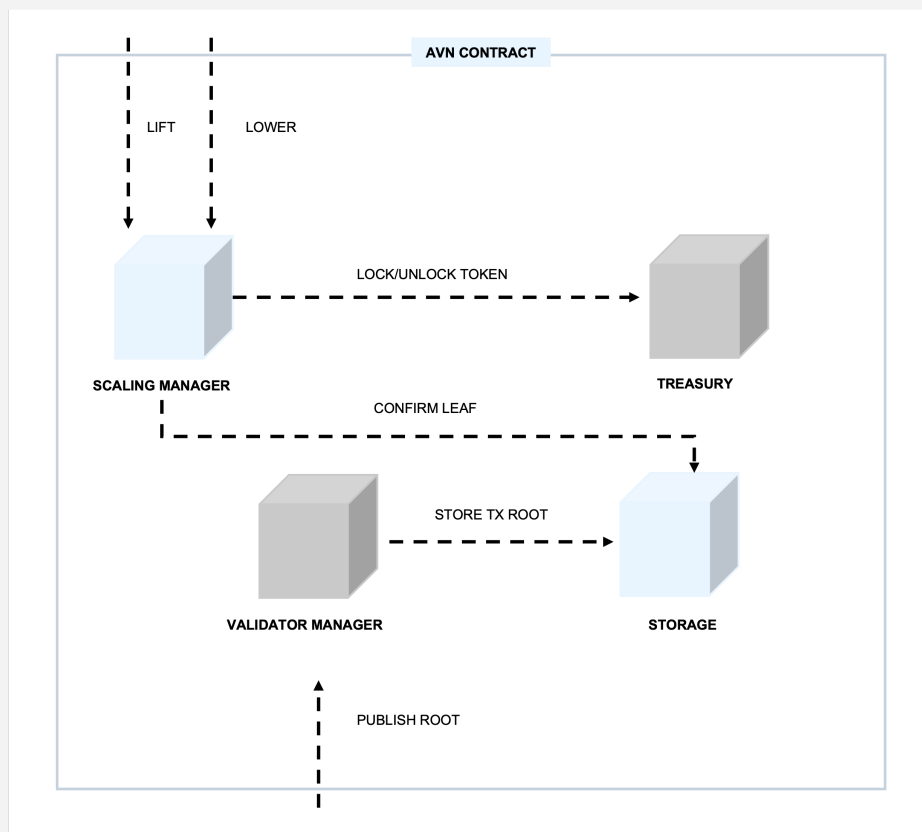 AVN CONTRACT
LIFT
LOWER
LOCK/UNLOCK TOKEN
SCALING MANAGER
TREASURY
CONFIRM LEAF
STORE TX ROOT
VALIDATOR MANAGER
STORAGE
PUBLISH ROOT